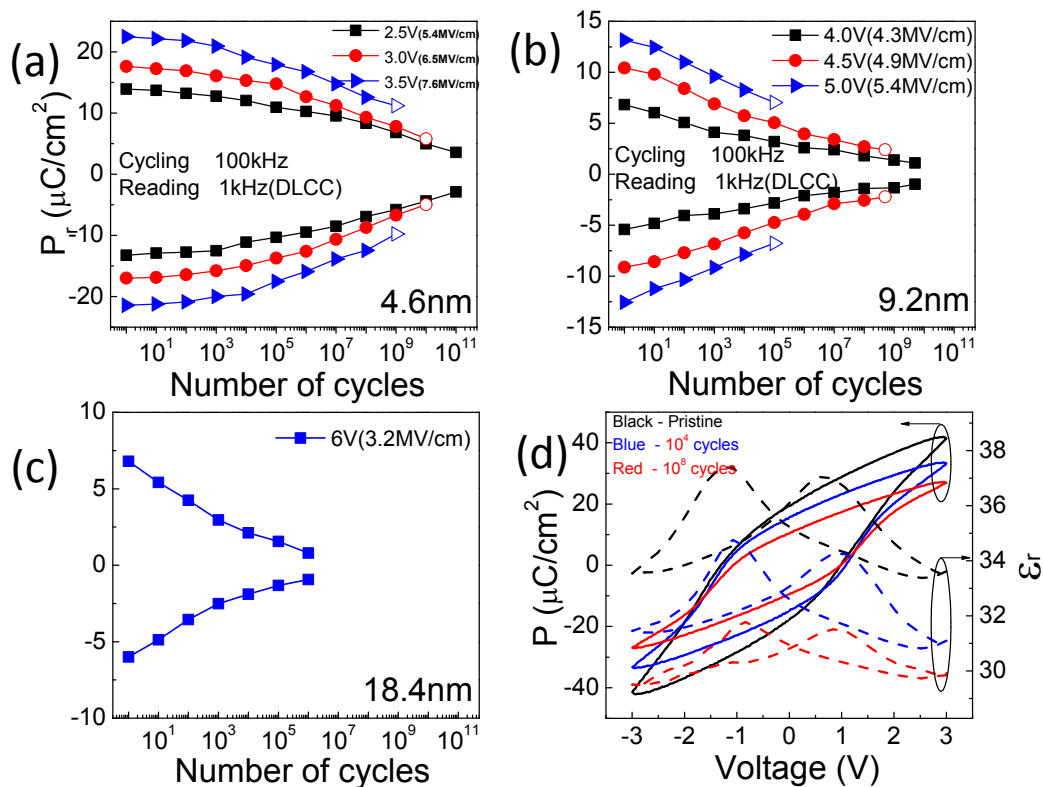 (a)
P_r (μC/cm²)
20
10
0
-10
-20
2.5V(5.4MV/cm)
3.0V(6.5MV/cm)
3.5V(7.6MV/cm)
Cycling 100kHz
Reading 1kHz(DLCC)
4.6nm
10¹ 10³ 10⁵ 10⁷ 10⁹ 10¹¹
Number of cycles
(b)
15
10
5
0
-5
-10
-15
4.0V(4.3MV/cm)
4.5V(4.9MV/cm)
5.0V(5.4MV/cm)
Cycling 100kHz
Reading 1kHz(DLCC)
9.2nm
10¹ 10³ 10⁵ 10⁷ 10⁹ 10¹¹
Number of cycles
(c)
10
5
0
-5
-10
6V(3.2MV/cm)
18.4nm
10¹ 10³ 10⁵ 10⁷ 10⁹ 10¹¹
Number of cycles
(d)
P (μC/cm²)
40
20
0
-20
-40
Black - Pristine
Blue - 10⁴ cycles
Red - 10⁸ cycles
38
36
34
32
30
εr
-3 -2 -1 0 1 2 3
Voltage (V)